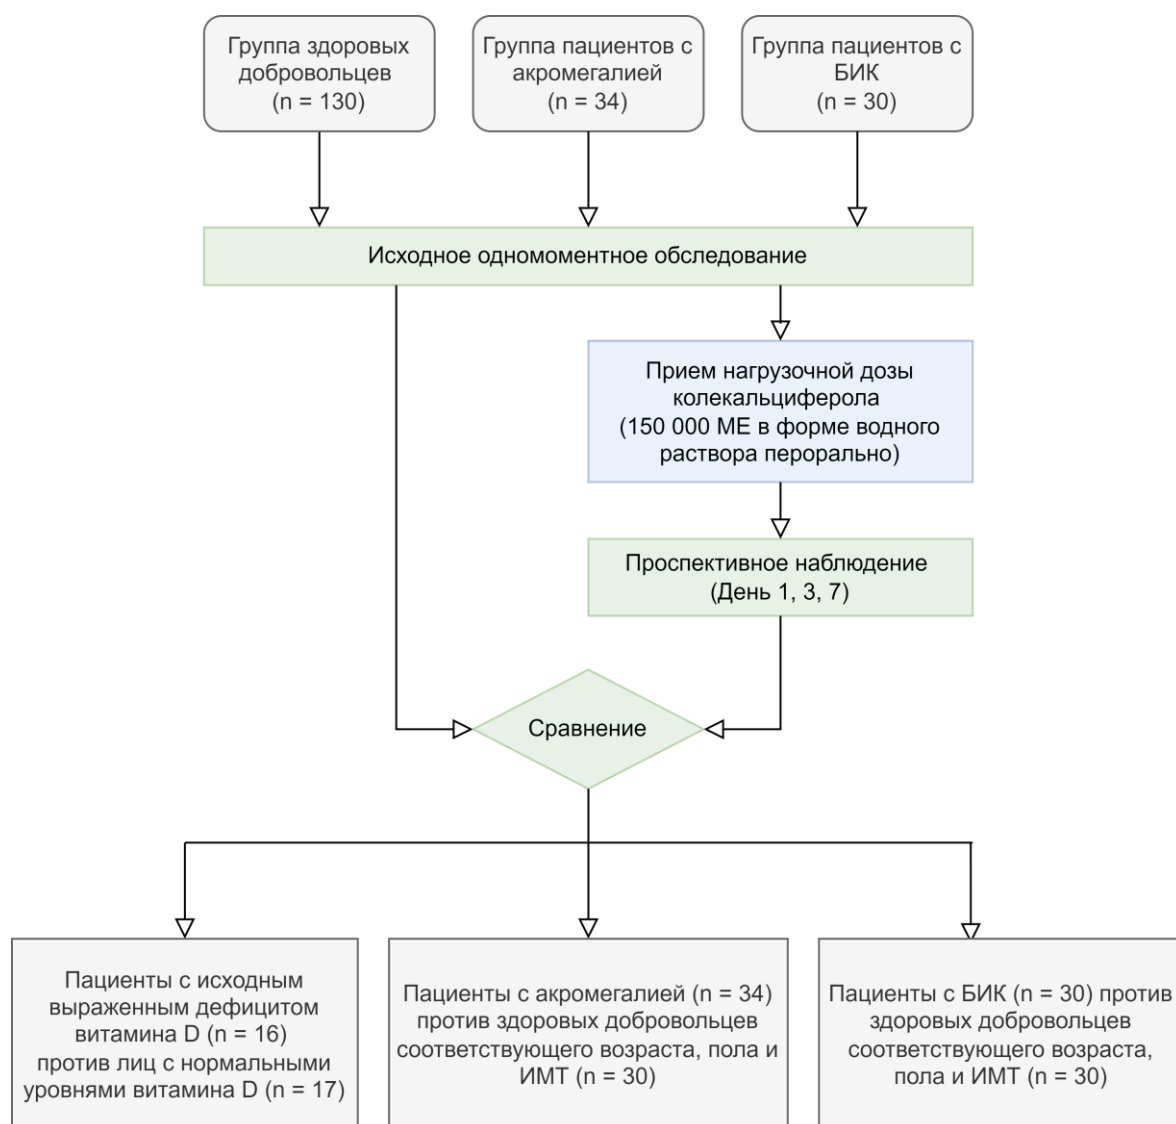 Группа здоровых
добровольцев
(n = 130)
Группа пациентов с
акромегалией
(n = 34)
Группа пациентов с
БИК
(n = 30)
Исходное одномоментное обследование
Прием нагрузочной дозы
колекальциферола
(150 000 МЕ в форме водного
раствора перорально)
Проспективное наблюдение
(День 1, 3, 7)
Сравнение
Пациенты с исходным
выраженным дефицитом
витамина D (n = 16)
против лиц с нормальными
уровнями витамина D (n = 17)
Пациенты с акромегалией (n = 34)
против здоровых добровольцев
соответствующего возраста, пола и
ИМТ (n = 30)
Пациенты с БИК (n = 30) против
здоровых добровольцев
соответствующего возраста,
пола и ИМТ (n = 30)